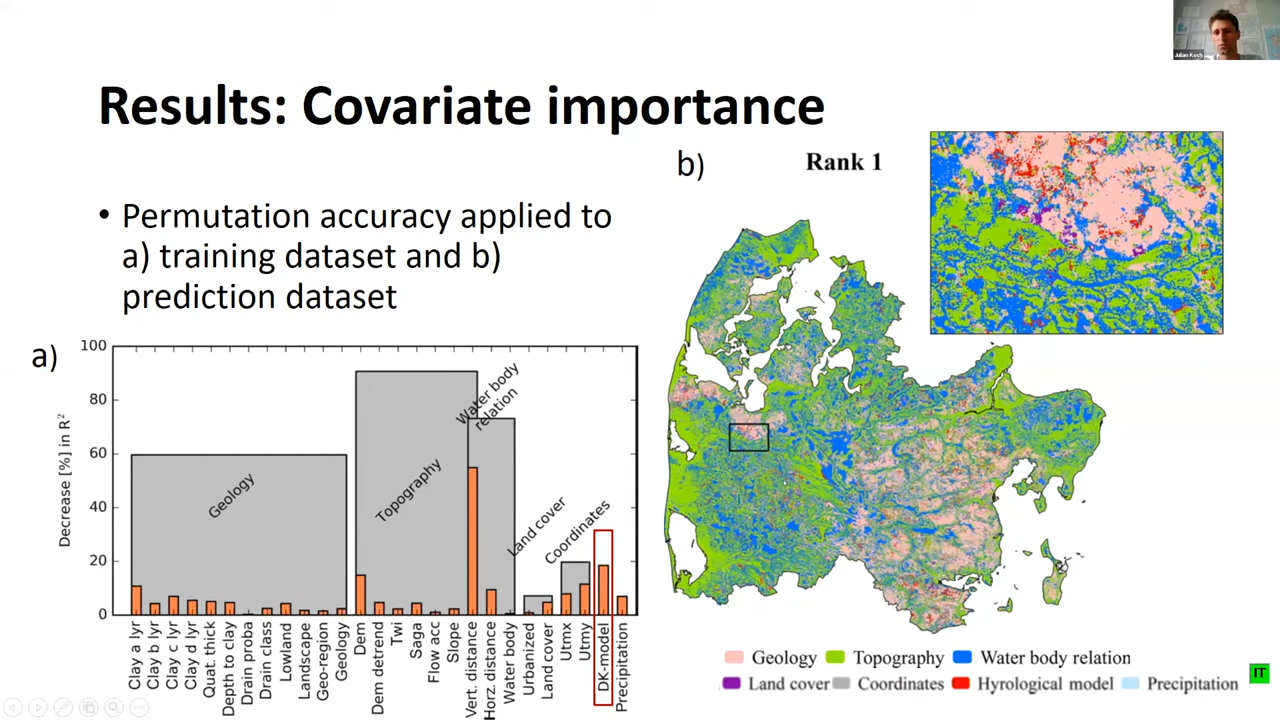 Julian Koch
Results: Covariate importance
• Permutation accuracy applied to
a) training dataset and b)
prediction dataset
a)
100
80
60
40
20
0
Decrease [%] in R²
Geology
Topography
Water body
relation
Land cover
Coordinates
Clay a lyr
Clay b lyr
Clay c lyr
Clay d lyr
Quat. thick
Depth to clay
Drain proba
Drain class
Lowland
Landscape
Geo-region
Geology
Dem
Dem detrend
Twi
Saga
Flow acc
Slope
Vert. distance
Horz. distance
Water body
Urbanized
Land cover
Utmx
Utmy
DK-model
Precipitation
b)
Rank 1
Geology Topography Water body relation
Land cover Coordinates Hyrological model Precipitation
IT